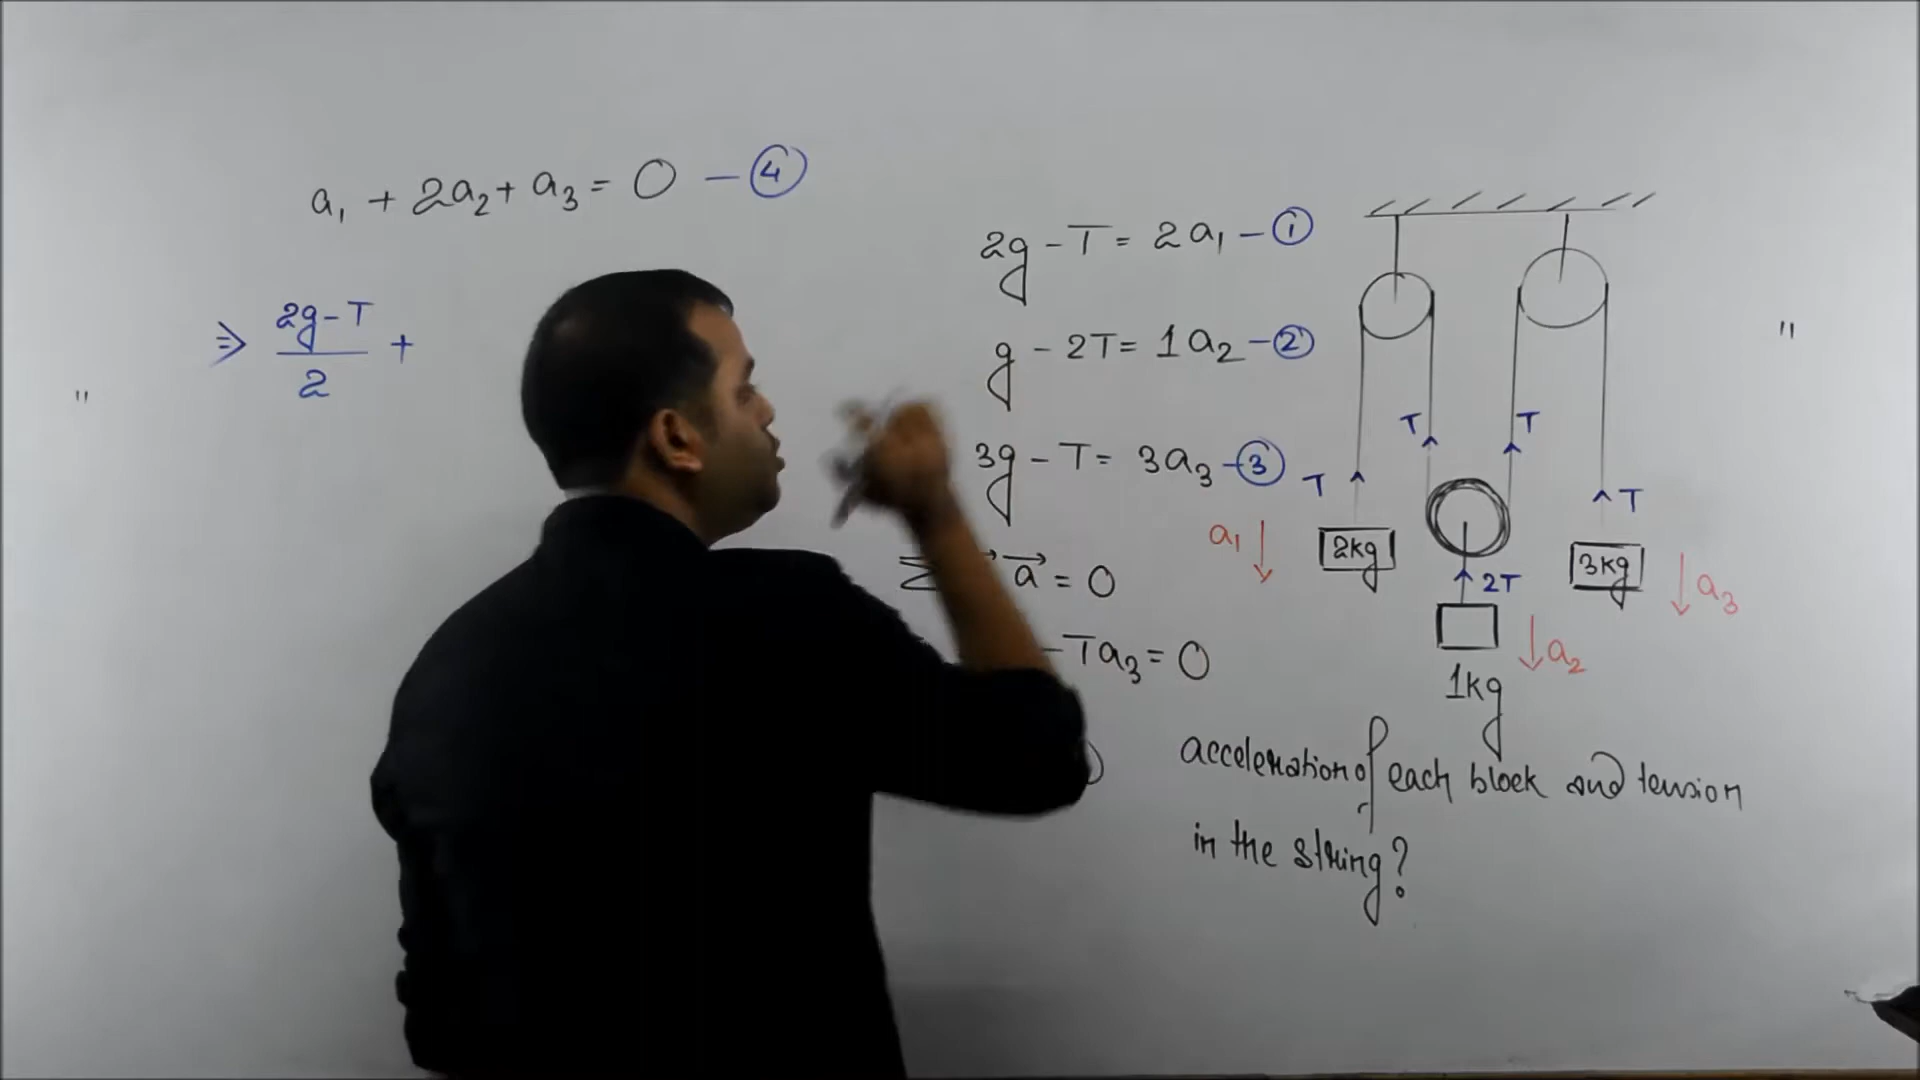 a₁ + 2a₂ + a₃ = 0 – ④
⇒ 2g – T / 2 +
"
2g – T = 2a₁ – ①
g – 2T = 1a₂ – ②
3g – T = 3a₃ – ③
a⃗ = 0
– Ta₃ = 0
"
T
T
T
T
a₁
2kg
2T
3kg
a₃
a₂
1kg
acceleration of each block and tension
in the string?